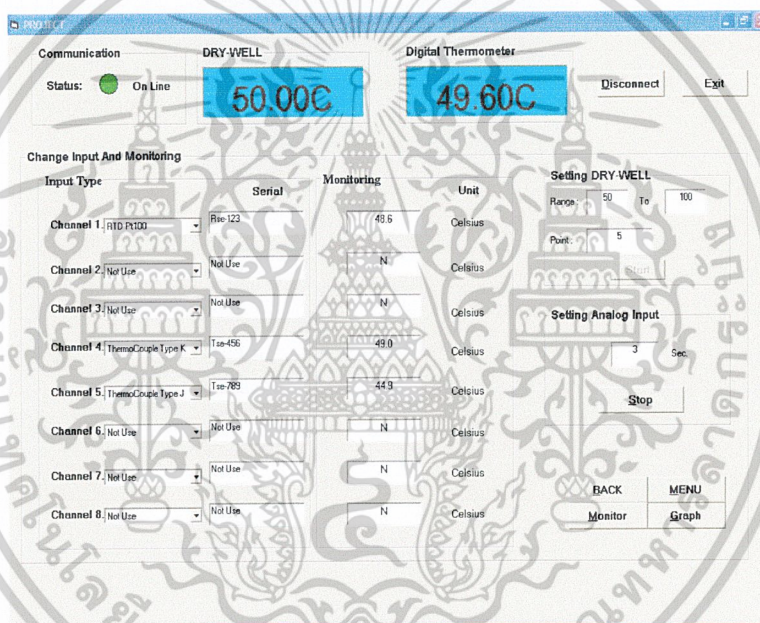 PROJECT
Communication
Status: On Line
DRY-WELL
50.00C
Digital Thermometer
49.60C
Disconnect Exit
Change Input And Monitoring
Input Type Serial Monitoring Unit
Channel 1. RTD Pt100 Rse-123 48.6 Celsius
Channel 2. Not Use Not Use N Celsius
Channel 3. Not Use Not Use N Celsius
Channel 4. ThermoCouple Type K Tse-456 49.0 Celsius
Channel 5. ThermoCouple Type J Tse-789 44.9 Celsius
Channel 6. Not Use Not Use N Celsius
Channel 7. Not Use Not Use N Celsius
Channel 8. Not Use Not Use N Celsius
Setting DRY-WELL
Range: 50 To 100
Point: 5
Start
Setting Analog Input
3 Sec.
Stop
BACK MENU
Monitor Graph